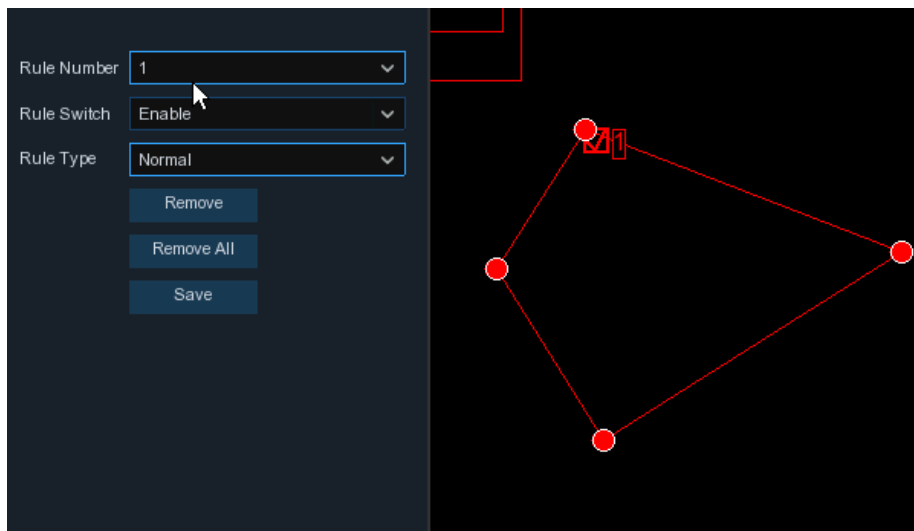 Rule Number 1
Rule Switch Enable
Rule Type Normal
Remove
Remove All
Save
1